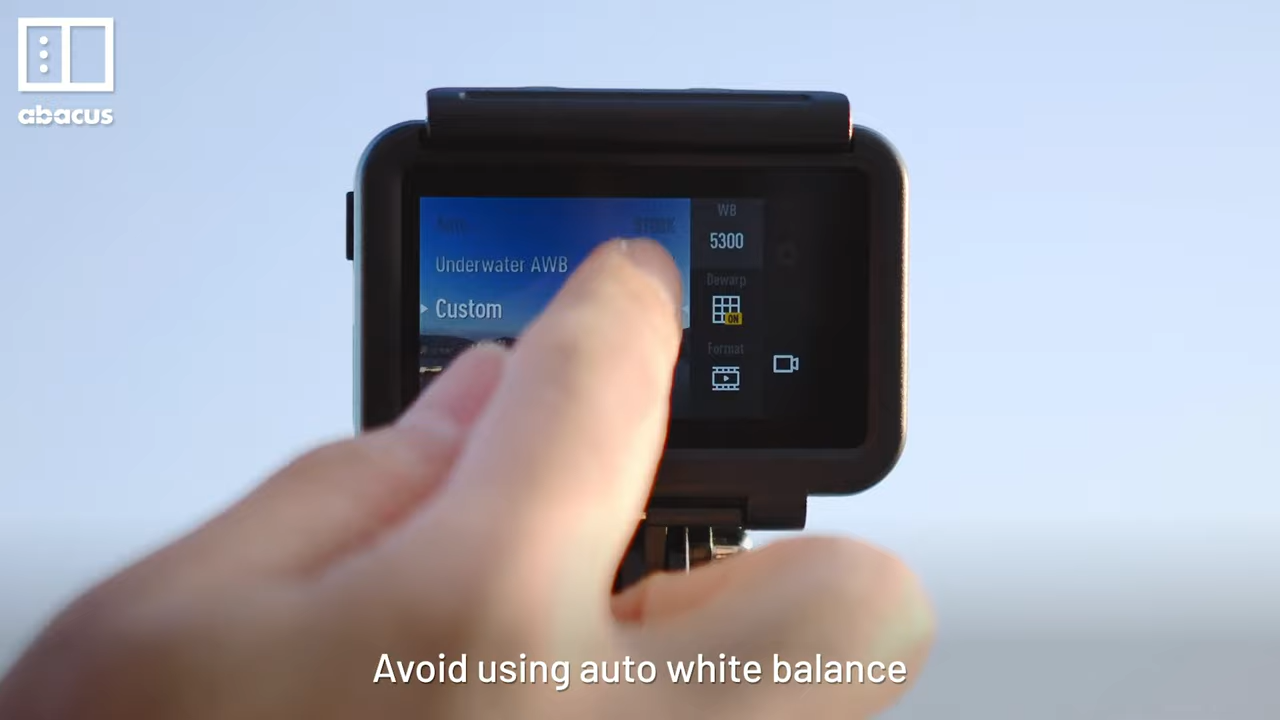 abacus
WB
5300
Underwater AWB
Custom
Dewarp
ON
Format
Avoid using auto white balance